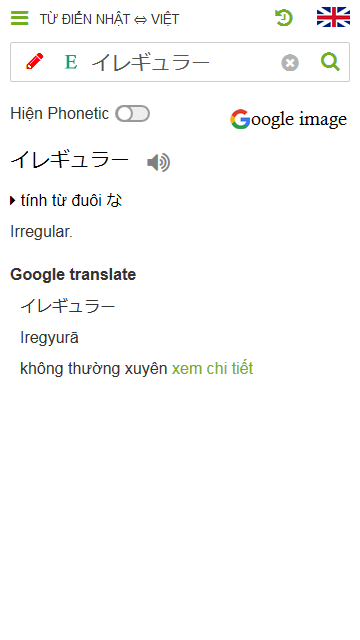 TỪ ĐIỂN NHẬT ⇔ VIỆT
E イレギュラー
Hiện Phonetic Google image
イレギュラー
tính từ đuôi な
Irregular.
Google translate
イレギュラー
Iregyurā
không thường xuyên xem chi tiết